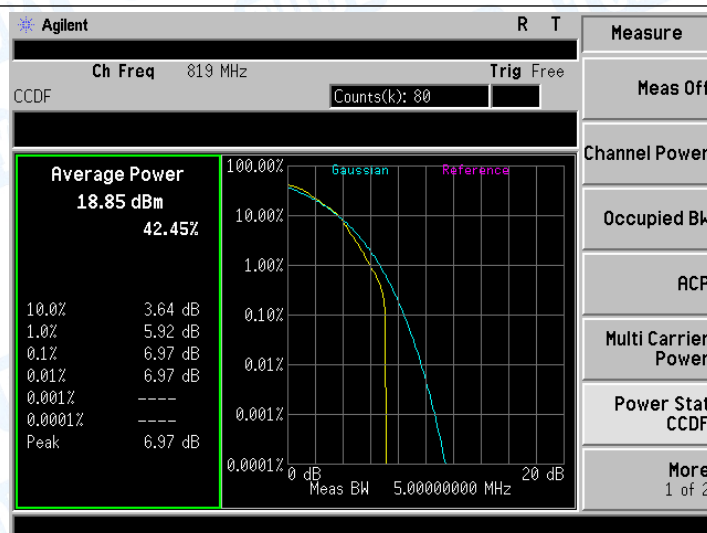 Agilent R T
Ch Freq 819 MHz Trig Free
CCDF Counts(k): 80
Average Power
18.85 dBm
42.45%
10.0% 3.64 dB
1.0% 5.92 dB
0.1% 6.97 dB
0.01% 6.97 dB
0.001% ----
0.0001% ----
Peak 6.97 dB
Gaussian Reference
100.00%
10.00%
1.00%
0.10%
0.01%
0.001%
0.0001%
0 dB 20 dB
Meas BW 5.00000000 MHz
Measure
Meas Off
Channel Power
Occupied BW
ACP
Multi Carrier
Power
Power Stat
CCDF
More
1 of 2